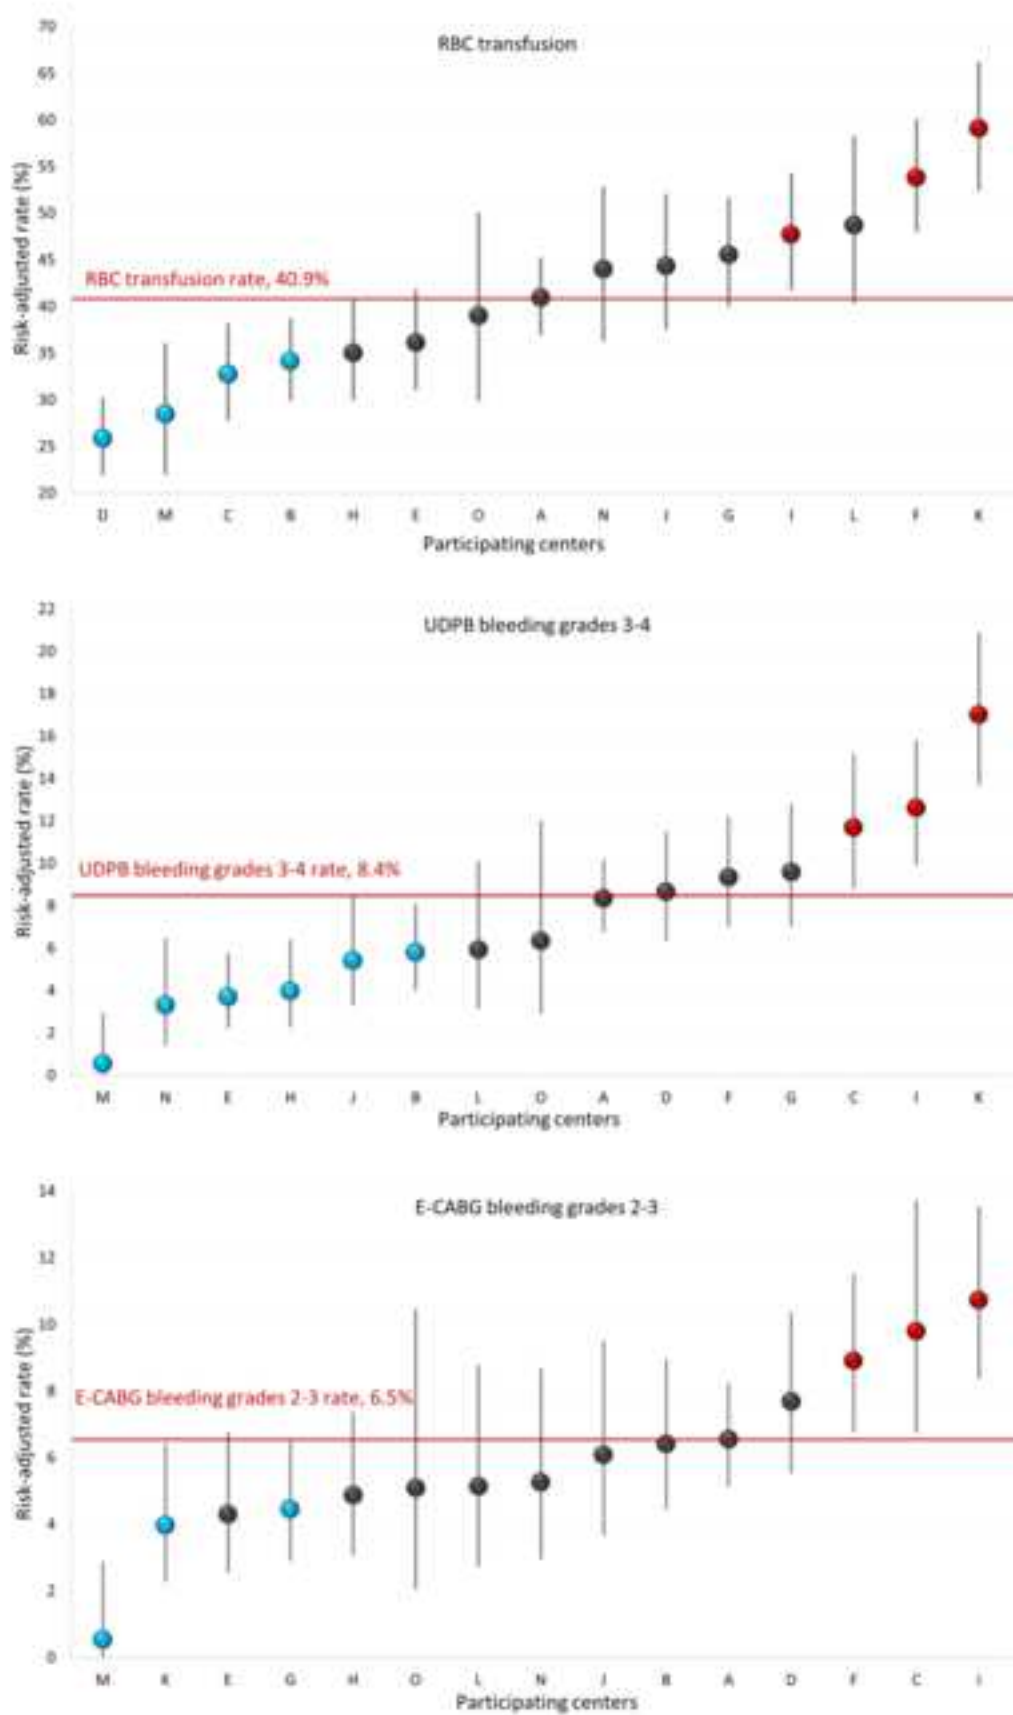 RBC transfusion
Risk-adjusted rate (%)
70
65
60
55
50
45
40
35
30
25
20
RBC transfusion rate, 40.9%
D M C B H E O A N J G I L F K
Participating centers
UDPB bleeding grades 3-4
Risk-adjusted rate (%)
22
20
18
16
14
12
10
8
6
4
2
0
UDPB bleeding grades 3-4 rate, 8.4%
M N E H J B L O A D F G C I K
Participating centers
E-CABG bleeding grades 2-3
Risk-adjusted rate (%)
14
12
10
8
6
4
2
0
E-CABG bleeding grades 2-3 rate, 6.5%
M K E G H O L N J B A D F C I
Participating centers